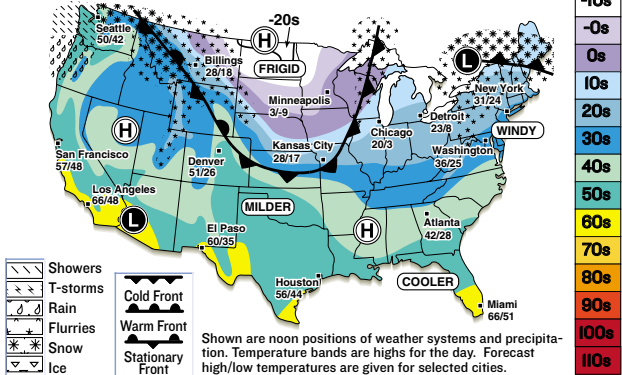 -10s
-20s
-0s
0s
10s
20s
30s
40s
50s
60s
70s
80s
90s
100s
110s
Seattle
50/42
H
FRIGID
Billings
28/18
L
New York
31/24
Minneapolis
3/-9
Detroit
23/8
WINDY
H
Chicago
20/3
Washington
36/25
San Francisco
57/48
Denver
51/26
Kansas City
28/17
Los Angeles
66/48
L
MILDER
El Paso
60/35
H
Atlanta
42/28
Houston
56/44
COOLER
Miami
66/51
Showers
T-storms
Rain
Flurries
Snow
Ice
Cold Front
Warm Front
Stationary
Front
Shown are noon positions of weather systems and precipita-
tion. Temperature bands are highs for the day. Forecast
high/low temperatures are given for selected cities.